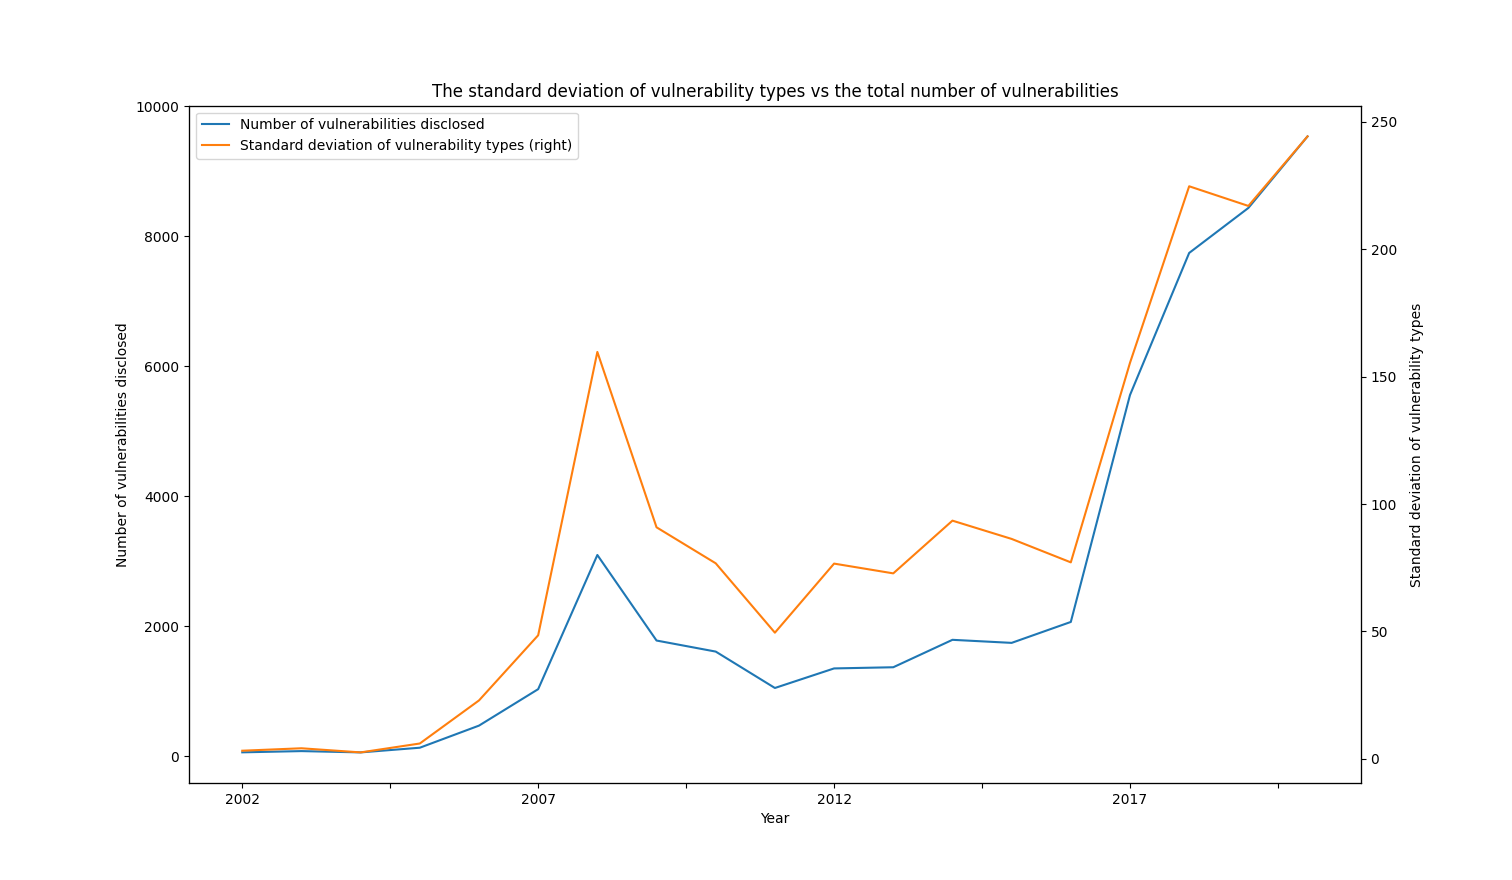 The standard deviation of vulnerability types vs the total number of vulnerabilities
Number of vulnerabilities disclosed
Standard deviation of vulnerability types (right)
10000
8000
6000
4000
2000
0
Number of vulnerabilities disclosed
250
200
150
100
50
0
Standard deviation of vulnerability types
2002
2007
2012
2017
Year